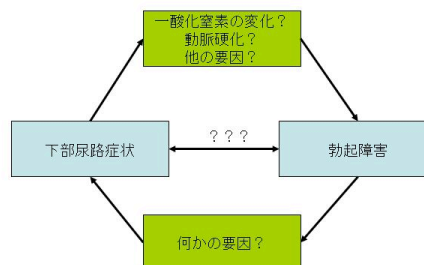 一酸化窒素の変化？
動脈硬化？
他の要因？
？？？
下部尿路症状
勃起障害
何かの要因？